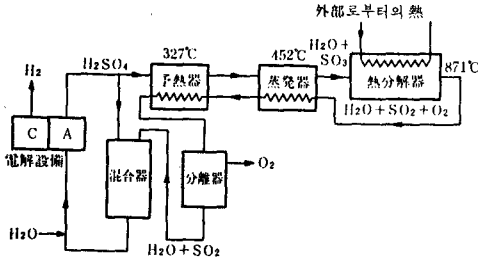 外部로부터의 熱
327℃
452℃
H₂O+
SO₃
871℃
H₂
H₂SO₄
予熱器
蒸発器
熱分解器
H₂O+SO₂+O₂
C
A
電解設備
混合器
分離器
O₂
H₂O
H₂O+SO₂